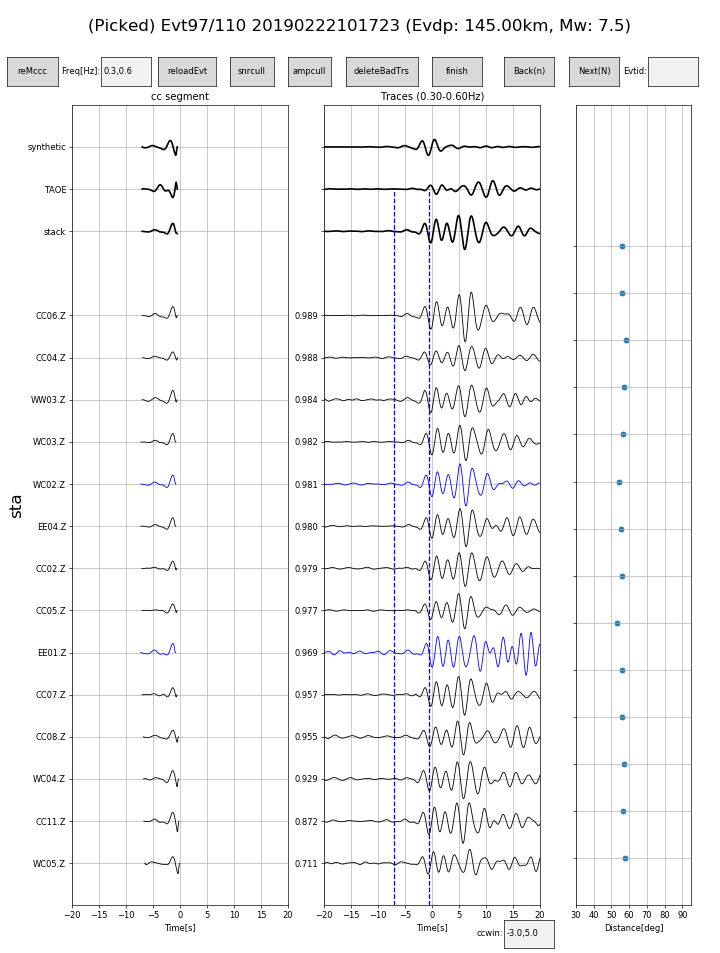 (Picked) Evt97/110 20190222101723 (Evdp: 145.00km, Mw: 7.5)
reMccc Freq[Hz]: 0.3,0.6 reloadEvt snrcull ampcull deleteBadTrs finish Back(n) Next(N) Evtid:
cc segment Traces (0.30-0.60Hz)
synthetic
TAOE
stack
CC06.Z 0.989
CC04.Z 0.988
WW03.Z 0.984
WC03.Z 0.982
WC02.Z 0.981
EE04.Z 0.980
CC02.Z 0.979
CC05.Z 0.977
EE01.Z 0.969
CC07.Z 0.957
CC08.Z 0.955
WC04.Z 0.929
CC11.Z 0.872
WC05.Z 0.711
sta
−20 −15 −10 −5 0 5 10 15 20 −20 −15 −10 −5 0 5 10 15 20 30 40 50 60 70 80 90
Time[s] Time[s] Distance[deg]
ccwin: -3.0,5.0